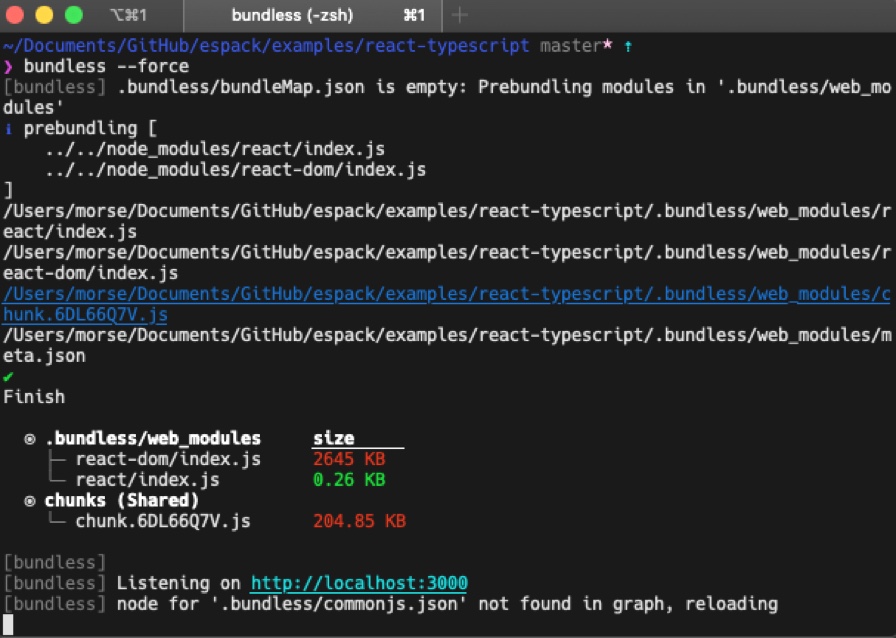 ⌥⌘1
bundless (-zsh)
⌘1
~/Documents/GitHub/espack/examples/react-typescript master* ↑
❯ bundless --force
[bundless] .bundless/bundleMap.json is empty: Prebundling modules in '.bundless/web_mo
dules'
ℹ prebundling [
../../node_modules/react/index.js
../../node_modules/react-dom/index.js
]
/Users/morse/Documents/GitHub/espack/examples/react-typescript/.bundless/web_modules/r
eact/index.js
/Users/morse/Documents/GitHub/espack/examples/react-typescript/.bundless/web_modules/r
eact-dom/index.js
/Users/morse/Documents/GitHub/espack/examples/react-typescript/.bundless/web_modules/c
hunk.6DL66Q7V.js
/Users/morse/Documents/GitHub/espack/examples/react-typescript/.bundless/web_modules/m
eta.json
✔
Finish
⦿ .bundless/web_modules size
├─ react-dom/index.js 2645 KB
└─ react/index.js 0.26 KB
⦿ chunks (Shared)
└─ chunk.6DL66Q7V.js 204.85 KB
[bundless]
[bundless] Listening on http://localhost:3000
[bundless] node for '.bundless/commonjs.json' not found in graph, reloading